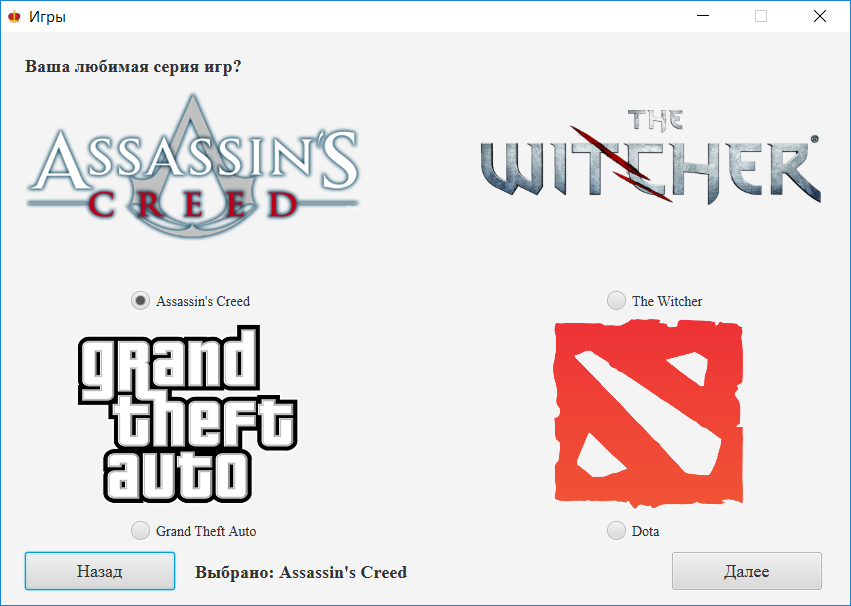 Игры
Ваша любимая серия игр?
ASSASSIN'S
CREED
THE
WITCHER®
Assassin's Creed
The Witcher
grand
theft
auto
Grand Theft Auto
Dota
Назад
Выбрано: Assassin's Creed
Далее